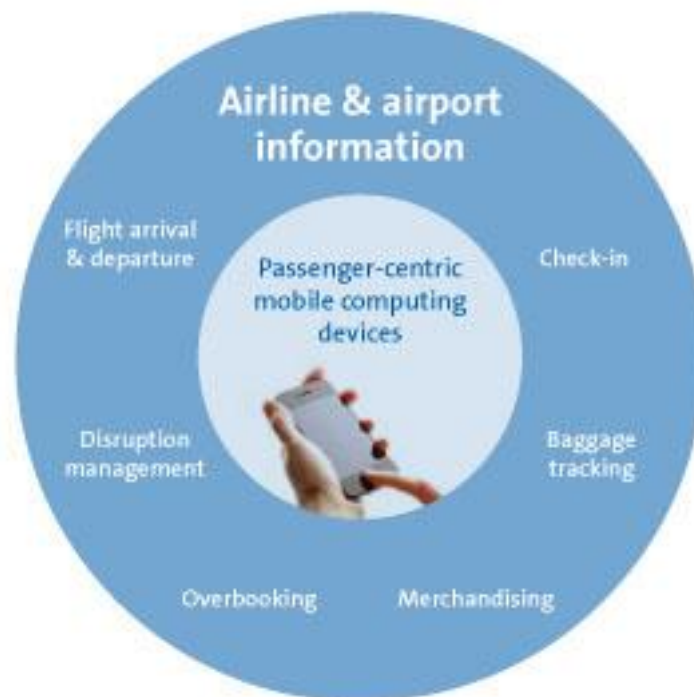 Airline & airport
information
Flight arrival
& departure
Passenger-centric
mobile computing
devices
Check-in
Disruption
management
Baggage
tracking
Overbooking
Merchandising